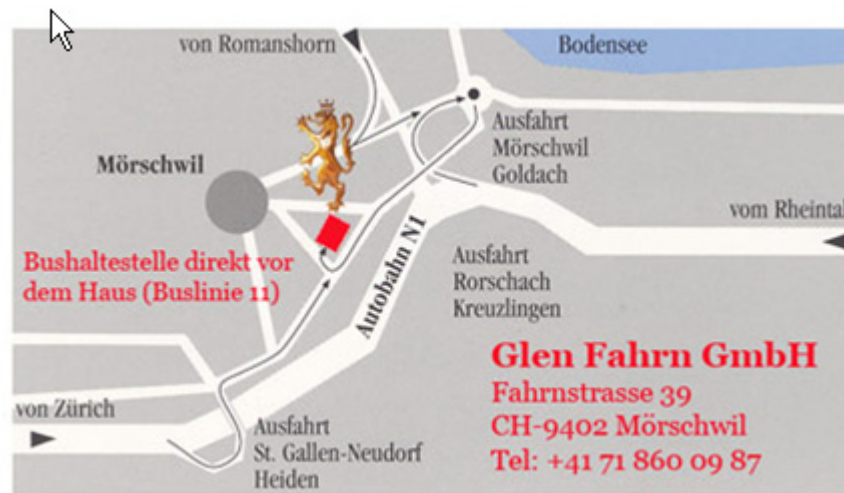 von Romanshorn
Bodensee
Ausfahrt
Mörschwil
Goldach
Mörschwil
vom Rheintal
Bushaltestelle direkt vor
dem Haus (Buslinie 11)
Autobahn N1
Ausfahrt
Rorschach
Kreuzlingen
Glen Fahrn GmbH
Fahrnstrasse 39
CH-9402 Mörschwil
Tel: +41 71 860 09 87
von Zürich
Ausfahrt
St. Gallen-Neudorf
Heiden